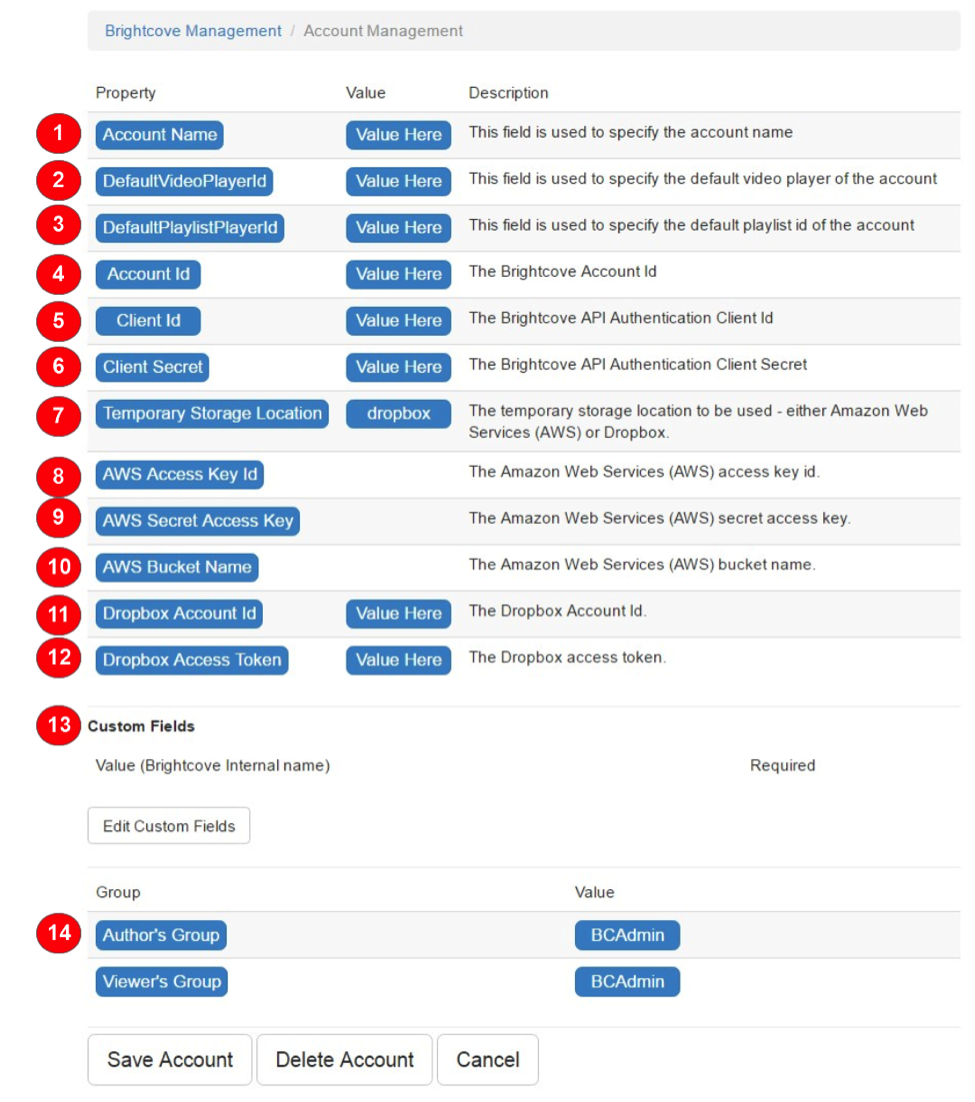 Brightcove Management / Account Management
Property Value Description
1 Account Name Value Here This field is used to specify the account name
2 DefaultVideoPlayerId Value Here This field is used to specify the default video player of the account
3 DefaultPlaylistPlayerId Value Here This field is used to specify the default playlist id of the account
4 Account Id Value Here The Brightcove Account Id
5 Client Id Value Here The Brightcove API Authentication Client Id
6 Client Secret Value Here The Brightcove API Authentication Client Secret
7 Temporary Storage Location dropbox The temporary storage location to be used - either Amazon Web
Services (AWS) or Dropbox.
8 AWS Access Key Id The Amazon Web Services (AWS) access key id.
9 AWS Secret Access Key The Amazon Web Services (AWS) secret access key.
10 AWS Bucket Name The Amazon Web Services (AWS) bucket name.
11 Dropbox Account Id Value Here The Dropbox Account Id.
12 Dropbox Access Token Value Here The Dropbox access token.
13 Custom Fields
Value (Brightcove Internal name) Required
Edit Custom Fields
Group Value
14 Author's Group BCAdmin
Viewer's Group BCAdmin
Save Account Delete Account Cancel